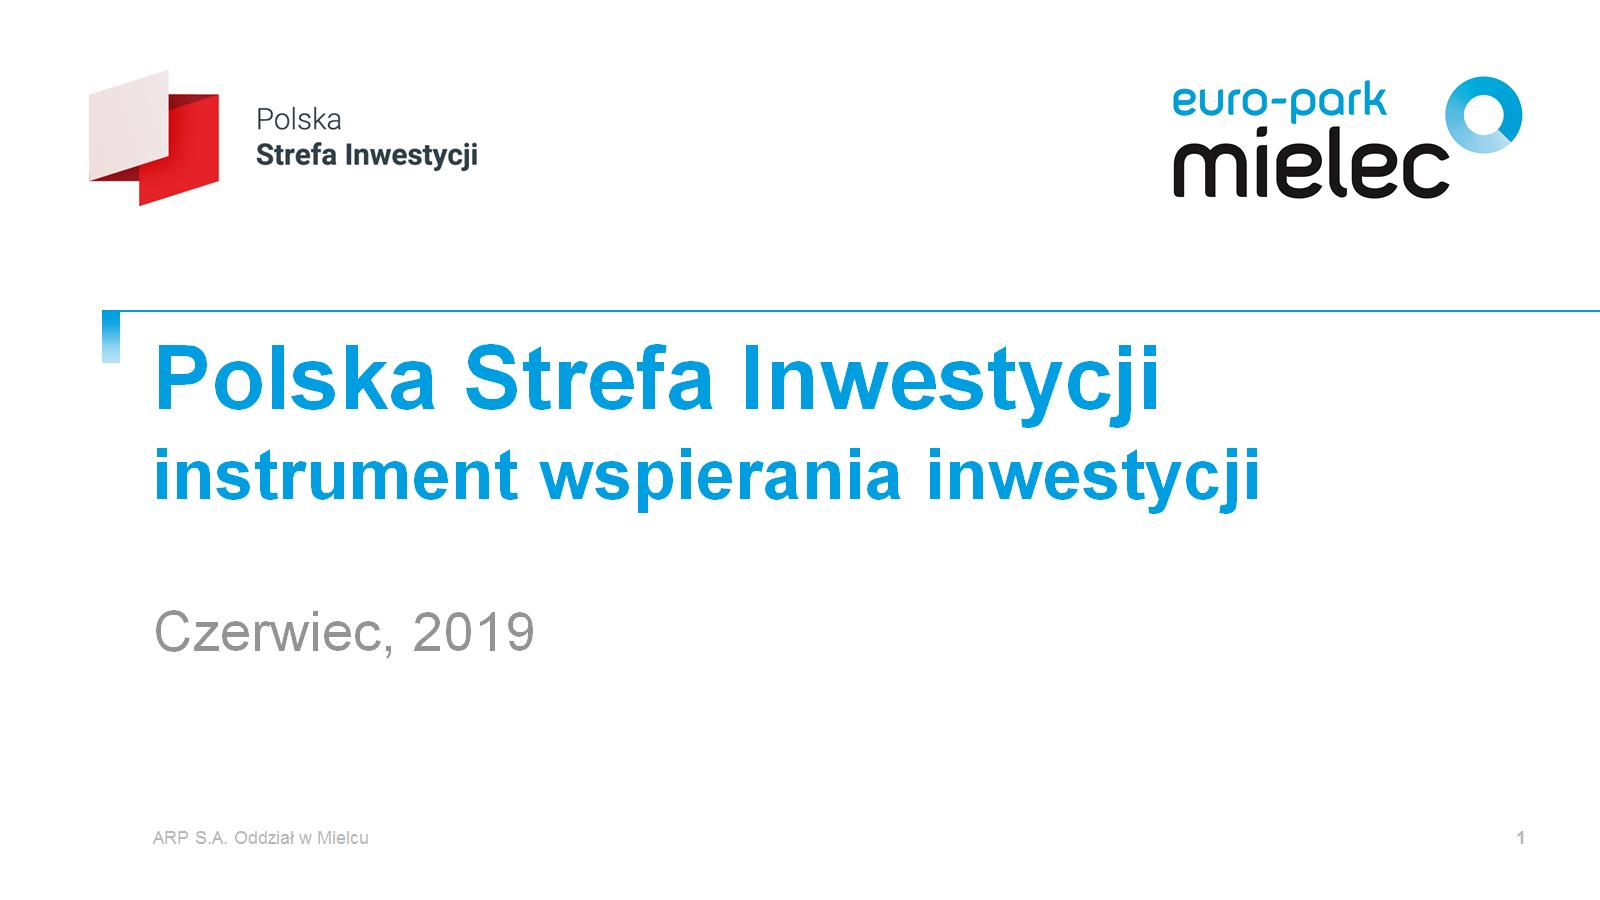 Polska
Strefa Inwestycji
euro-park
mielec
Polska Strefa Inwestycji
instrument wspierania inwestycji
Czerwiec, 2019
ARP S.A. Oddział w Mielcu
1